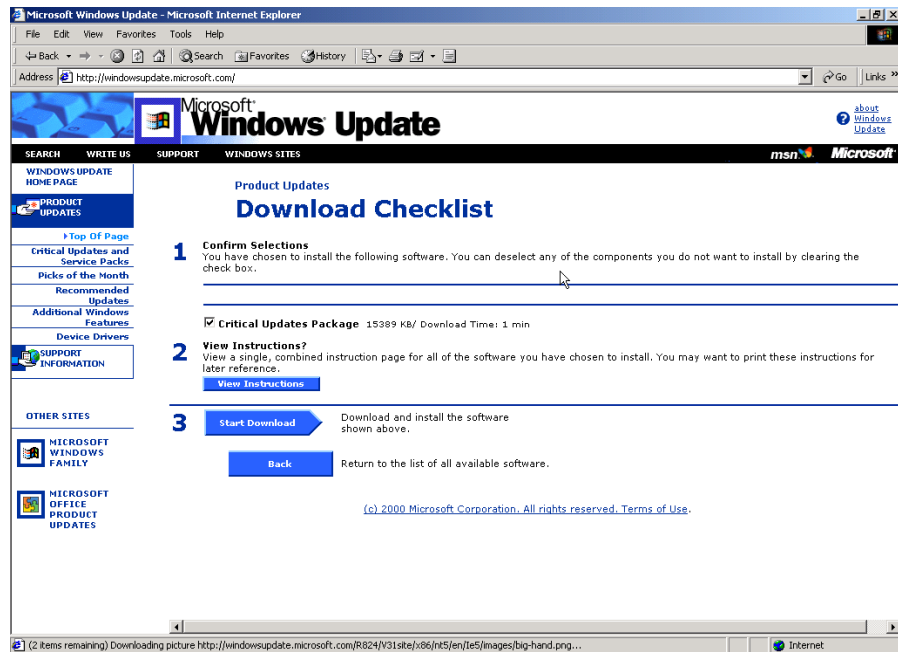 Microsoft Windows Update - Microsoft Internet Explorer
File Edit View Favorites Tools Help
Back Search Favorites History
Address http://windowsupdate.microsoft.com/ Go Links »
Microsoft
Windows Update
about
Windows
Update
SEARCH WRITE US SUPPORT WINDOWS SITES
msn Microsoft
WINDOWS UPDATE
HOME PAGE
PRODUCT
UPDATES
Top Of Page
Critical Updates and
Service Packs
Picks of the Month
Recommended
Updates
Additional Windows
Features
Device Drivers
SUPPORT
INFORMATION
OTHER SITES
MICROSOFT
WINDOWS
FAMILY
MICROSOFT
OFFICE
PRODUCT
UPDATES
Product Updates
Download Checklist
1 Confirm Selections
You have chosen to install the following software. You can deselect any of the components you do not want to install by clearing the
check box.
Critical Updates Package 15389 KB/ Download Time: 1 min
2 View Instructions?
View a single, combined instruction page for all of the software you have chosen to install. You may want to print these instructions for
later reference.
View Instructions
3 Start Download Download and install the software
shown above.
Back Return to the list of all available software.
(c) 2000 Microsoft Corporation. All rights reserved. Terms of Use.
(2 items remaining) Downloading picture http://windowsupdate.microsoft.com/R824/V31site/x86/nt5/en/Ie5/images/big-hand.png... Internet